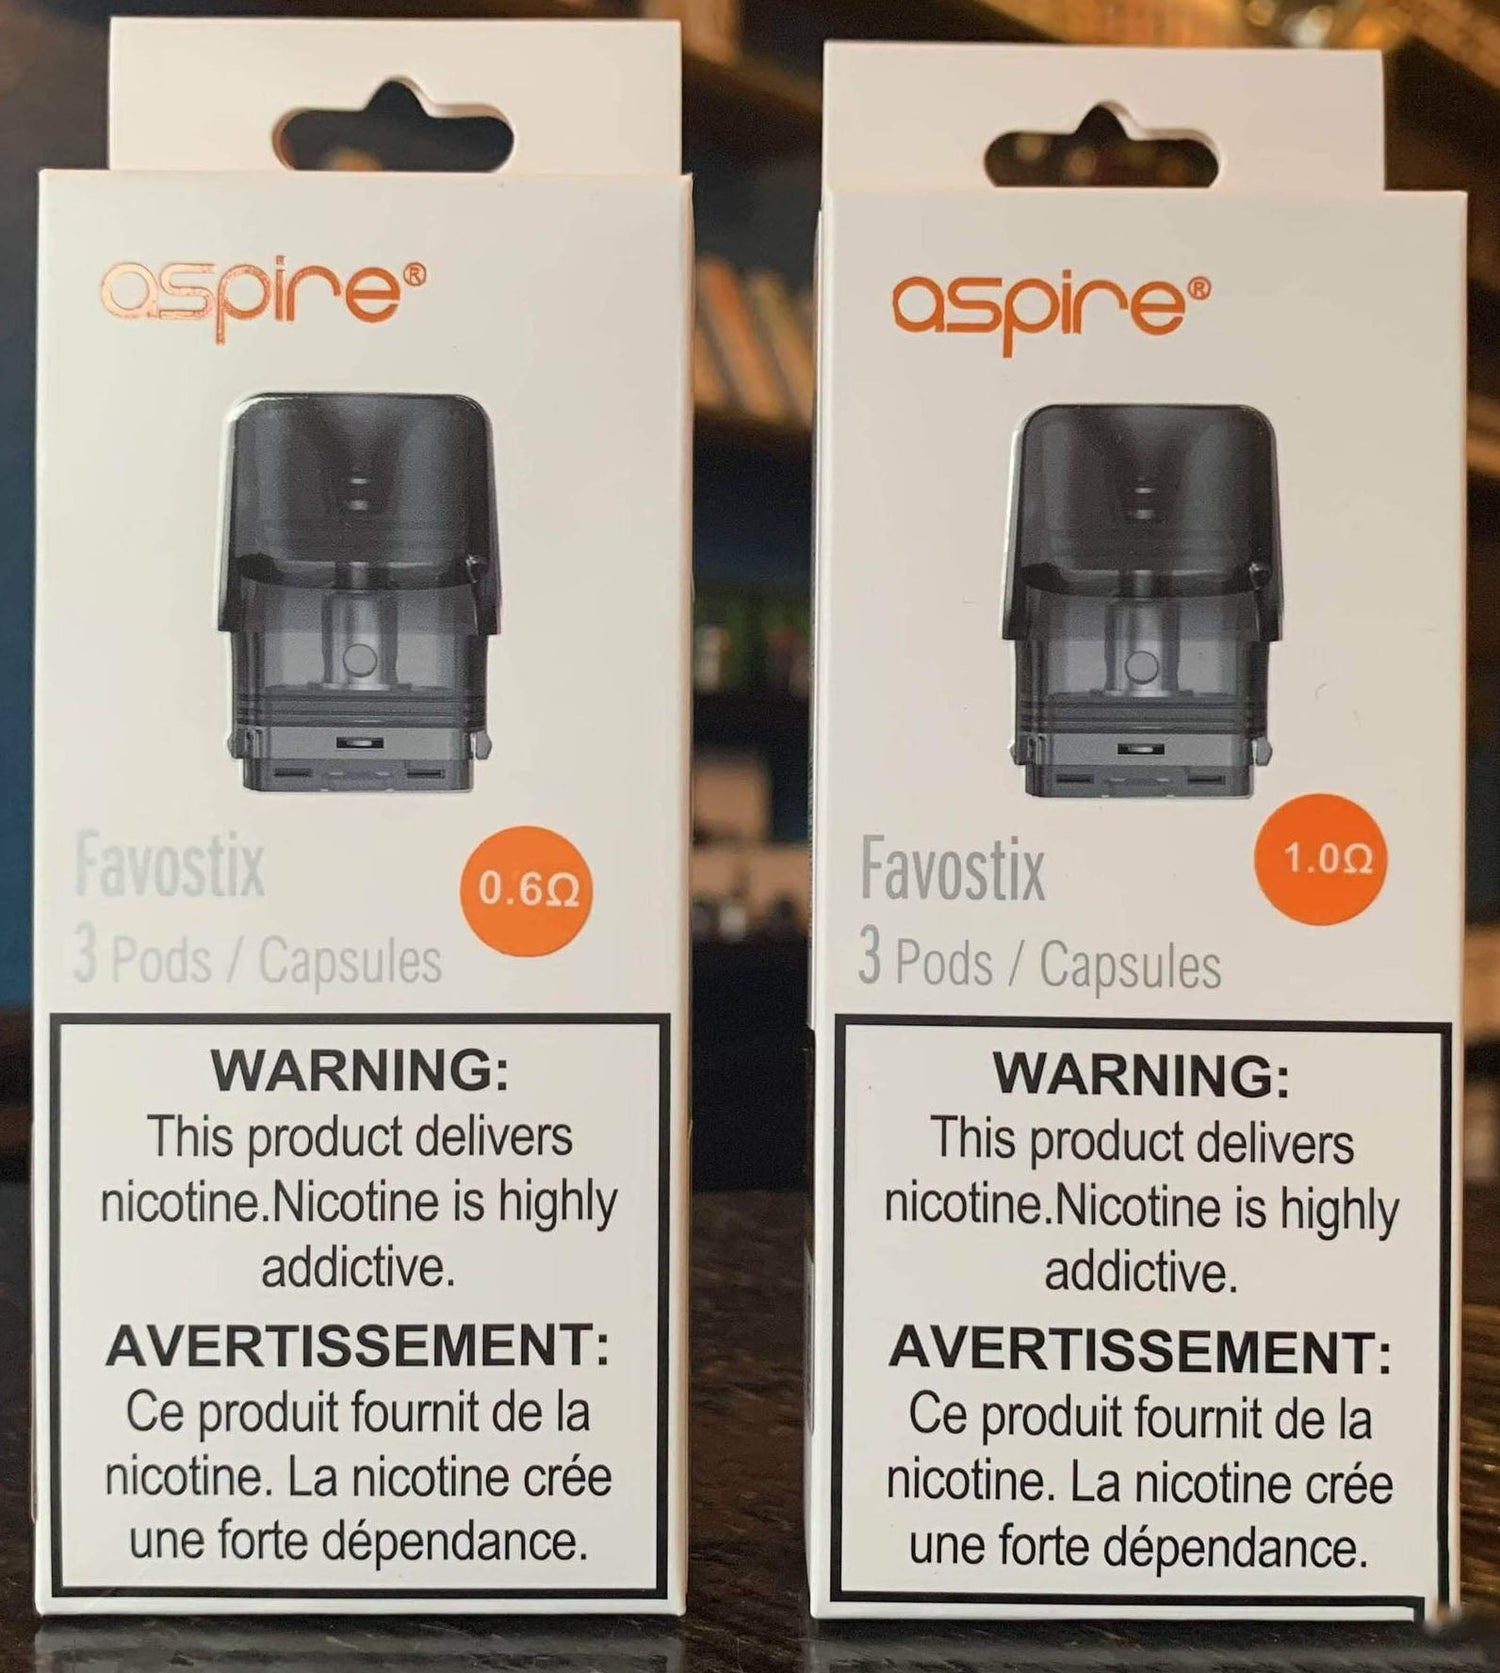 aspire®
Favostix
0.6Ω
3 Pods / Capsules
WARNING:
This product delivers
nicotine.Nicotine is highly
addictive.
AVERTISSEMENT:
Ce produit fournit de la
nicotine. La nicotine crée
une forte dépendance.
aspire®
Favostix
1.0Ω
3 Pods / Capsules
WARNING:
This product delivers
nicotine.Nicotine is highly
addictive.
AVERTISSEMENT:
Ce produit fournit de la
nicotine. La nicotine crée
une forte dépendance.